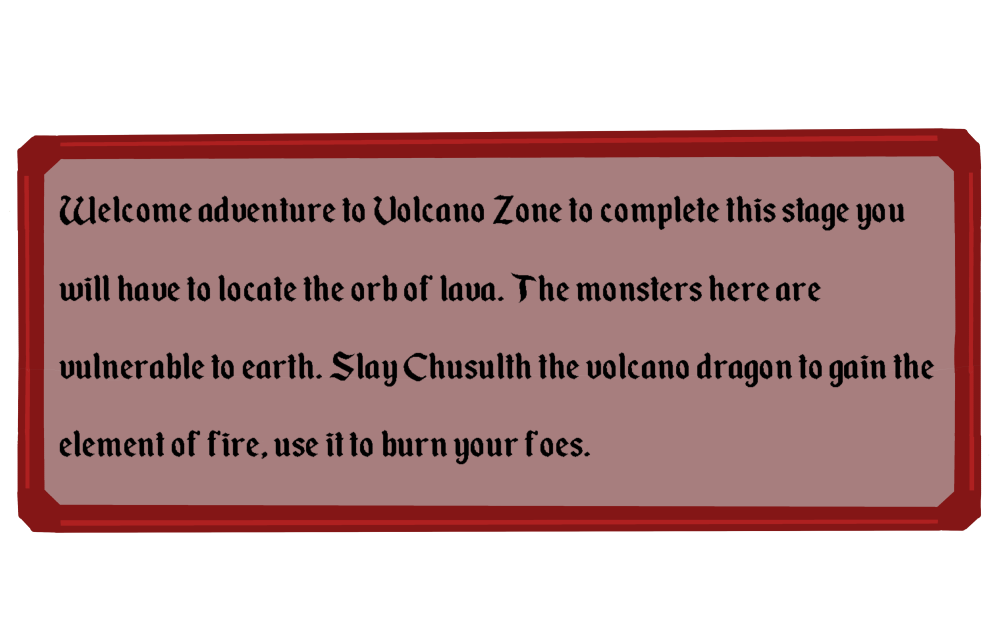 Welcome adventure to Volcano Zone to complete this stage you
will have to locate the orb of lava. The monsters here are
vulnerable to earth. Slay Chusulth the volcano dragon to gain the
element of fire, use it to burn your foes.